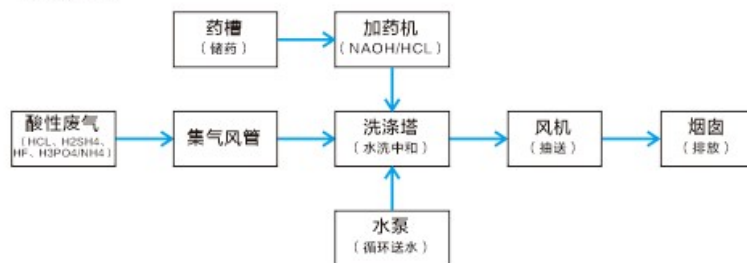 药槽
（储药）
加药机
（NAOH/HCL）
酸性废气
（HCL、H2SH4、
HF、H3PO4/NH4）
集气风管
洗涤塔
（水洗中和）
风机
（抽送）
烟囱
（排放）
水泵
（循环送水）